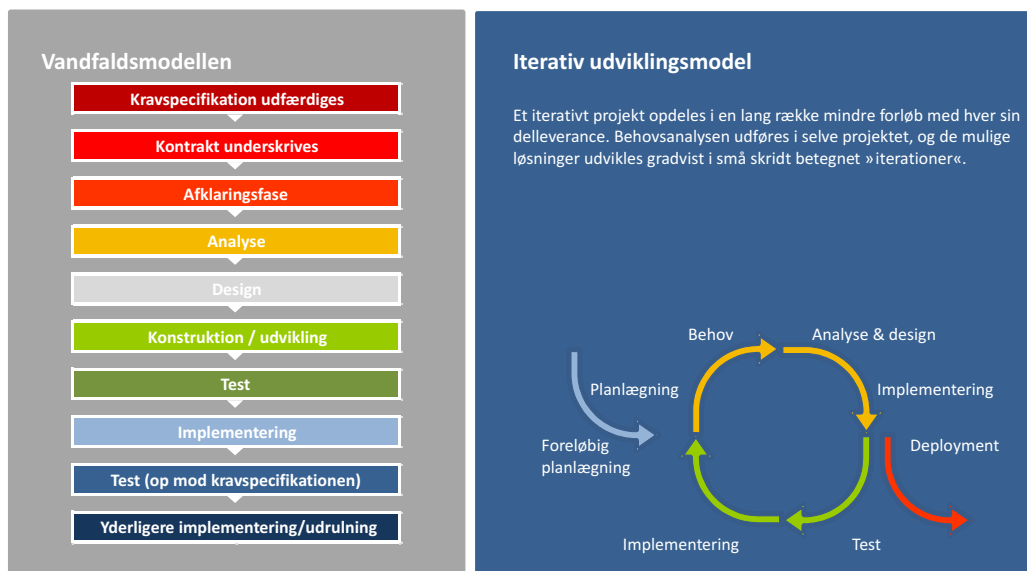 Vandfaldsmodellen
Kravspecifikation udfærdiges
Kontrakt underskrives
Afklaringsfase
Analyse
Design
Konstruktion / udvikling
Test
Implementering
Test (op mod kravspecifikationen)
Yderligere implementering/udrulning
Iterativ udviklingsmodel
Et iterativt projekt opdeles i en lang række mindre forløb med hver sin
delleverance. Behovsanalysen udføres i selve projektet, og de mulige
løsninger udvikles gradvist i små skridt betegnet »iterationer«.
Behov
Analyse & design
Planlægning
Implementering
Foreløbig
planlægning
Deployment
Implementering
Test